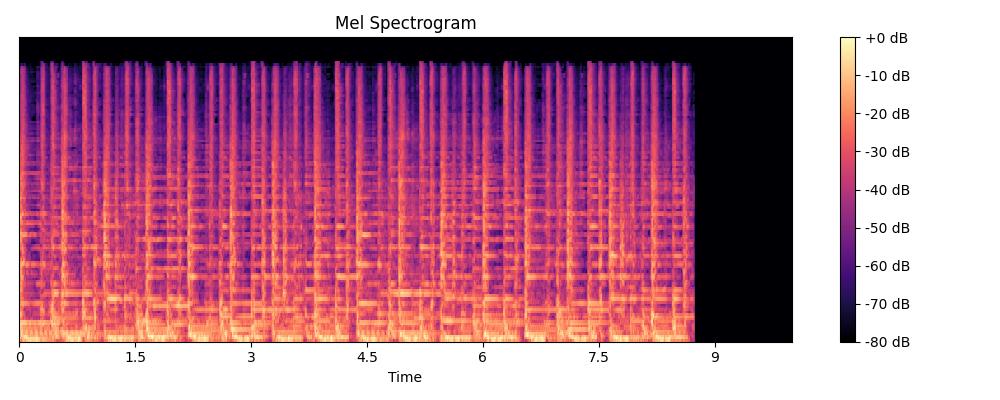 Mel Spectrogram
+0 dB
-10 dB
-20 dB
-30 dB
-40 dB
-50 dB
-60 dB
-70 dB
-80 dB
0 1.5 3 4.5 6 7.5 9
Time